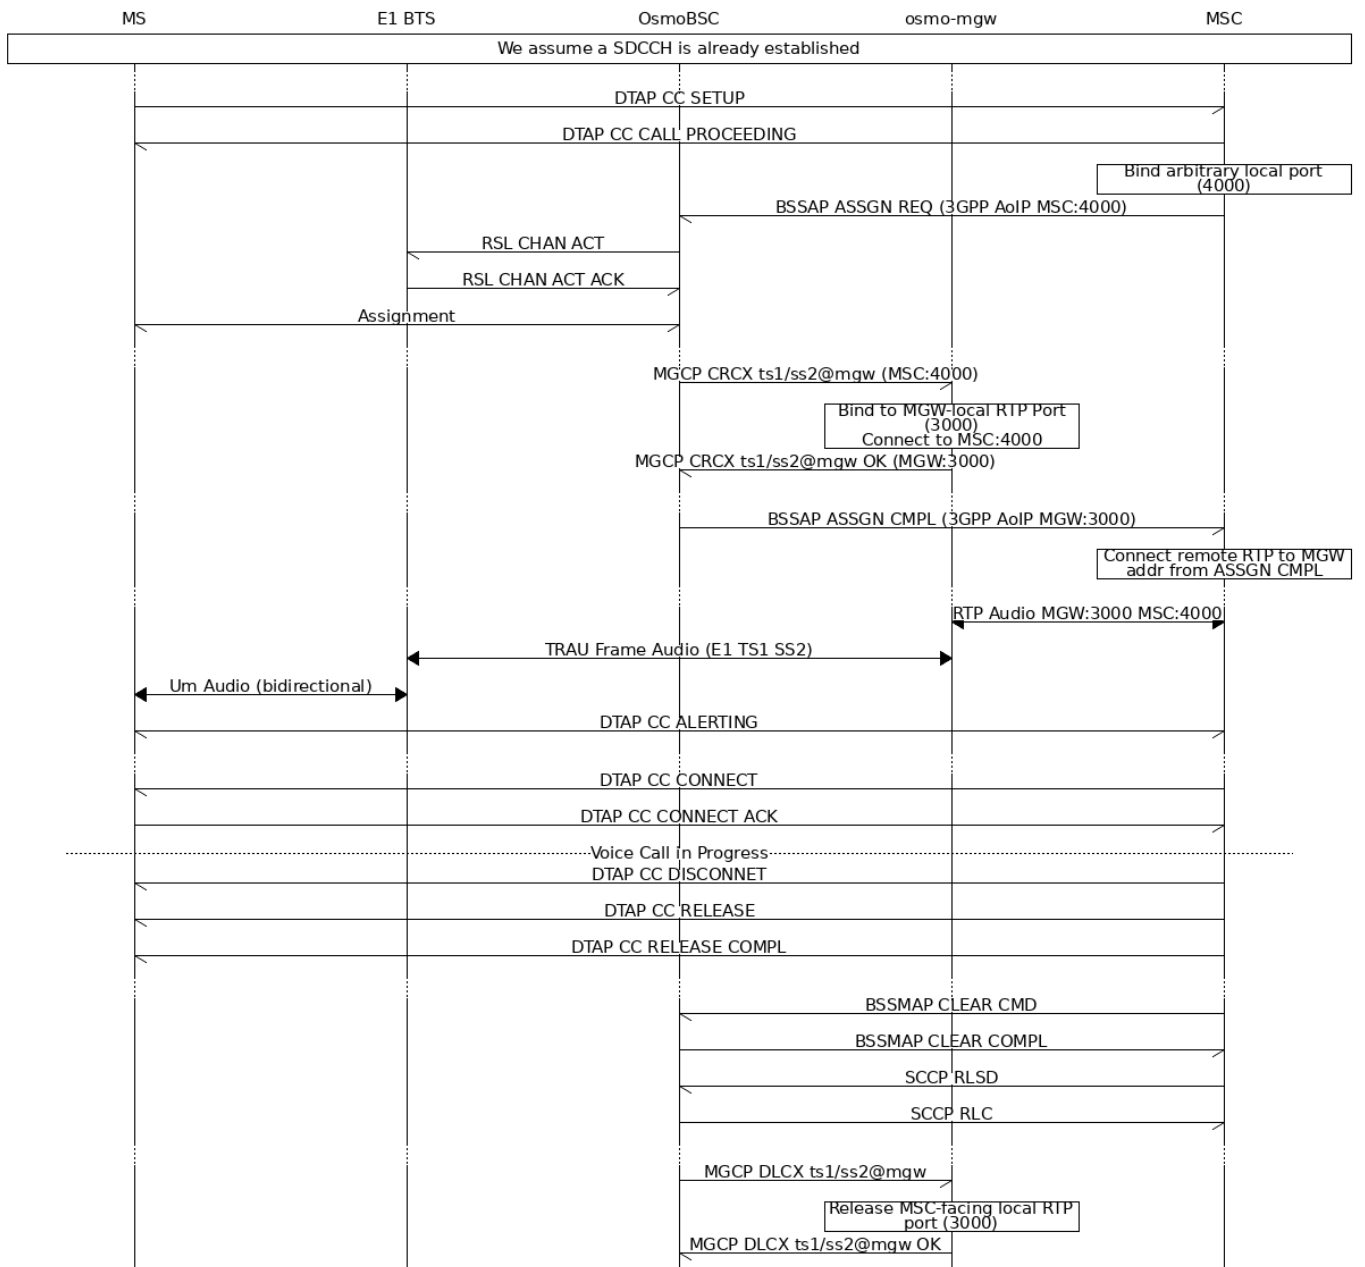 MS E1 BTS OsmoBSC osmo-mgw MSC
We assume a SDCCH is already established
DTAP CC SETUP
DTAP CC CALL PROCEEDING
Bind arbitrary local port
(4000)
BSSAP ASSGN REQ (3GPP AoIP MSC:4000)
RSL CHAN ACT
RSL CHAN ACT ACK
Assignment
MGCP CRCX ts1/ss2@mgw (MSC:4000)
Bind to MGW-local RTP Port
(3000)
Connect to MSC:4000
MGCP CRCX ts1/ss2@mgw OK (MGW:3000)
BSSAP ASSGN CMPL (3GPP AoIP MGW:3000)
Connect remote RTP to MGW
addr from ASSGN CMPL
RTP Audio MGW:3000 MSC:4000
TRAU Frame Audio (E1 TS1 SS2)
Um Audio (bidirectional)
DTAP CC ALERTING
DTAP CC CONNECT
DTAP CC CONNECT ACK
Voice Call in Progress
DTAP CC DISCONNET
DTAP CC RELEASE
DTAP CC RELEASE COMPL
BSSMAP CLEAR CMD
BSSMAP CLEAR COMPL
SCCP RLSD
SCCP RLC
MGCP DLCX ts1/ss2@mgw
Release MSC-facing local RTP
port (3000)
MGCP DLCX ts1/ss2@mgw OK